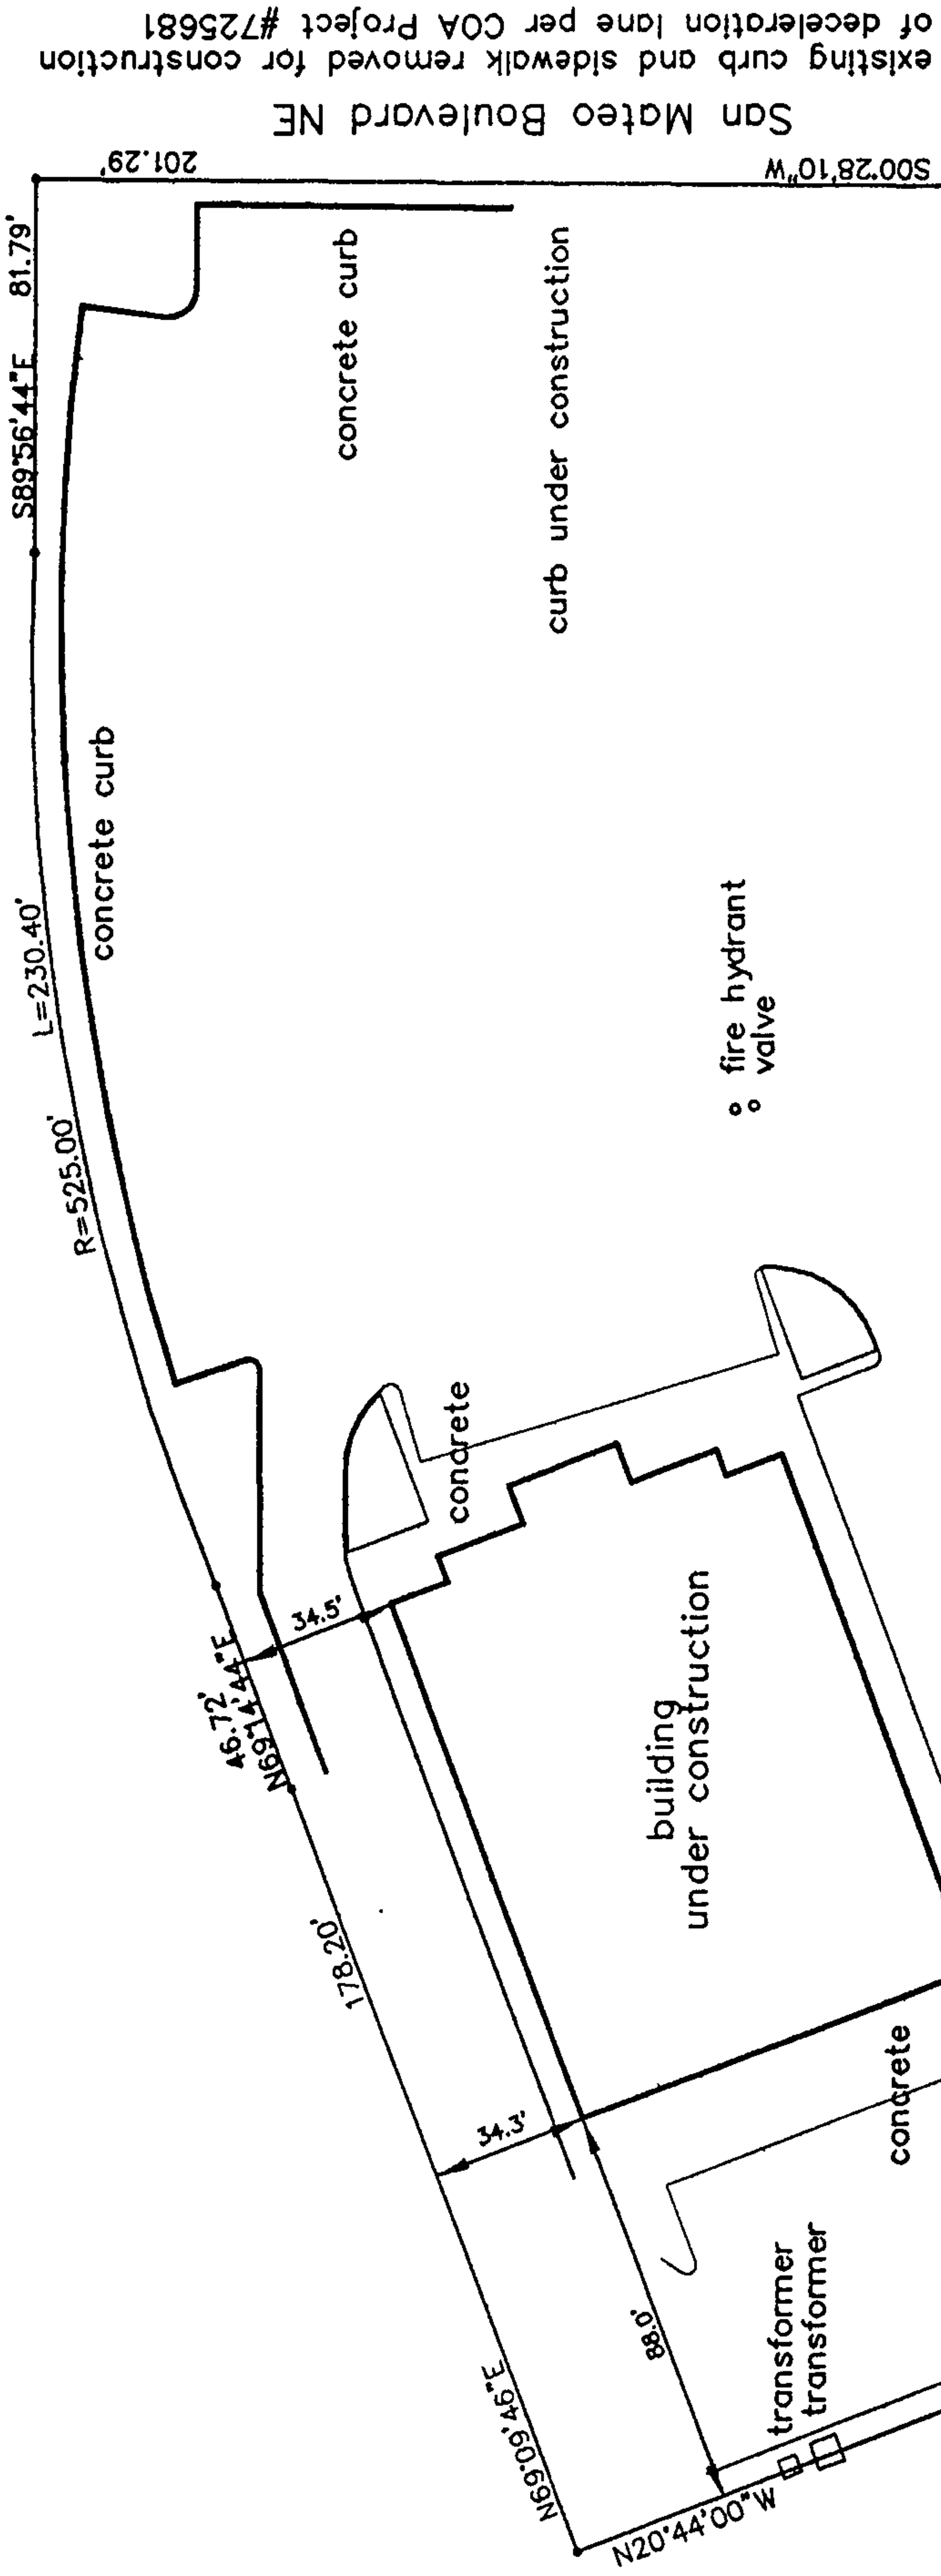 existing curb and sidewalk removed for construction
of deceleration lane per COA Project #725681
San Mateo Boulevard NE
201.29'
S00°28'10"W
81.79'
S89°56'44"E
concrete curb
curb under construction
concrete curb
L=230.40'
R=525.00'
fire hydrant
valve
concrete
34.5'
46.72'
N69°14'44"E
building
under construction
178.20'
34.3'
concrete
88.0'
transformer
transformer
N69°09'46"E
N20°44'00"W